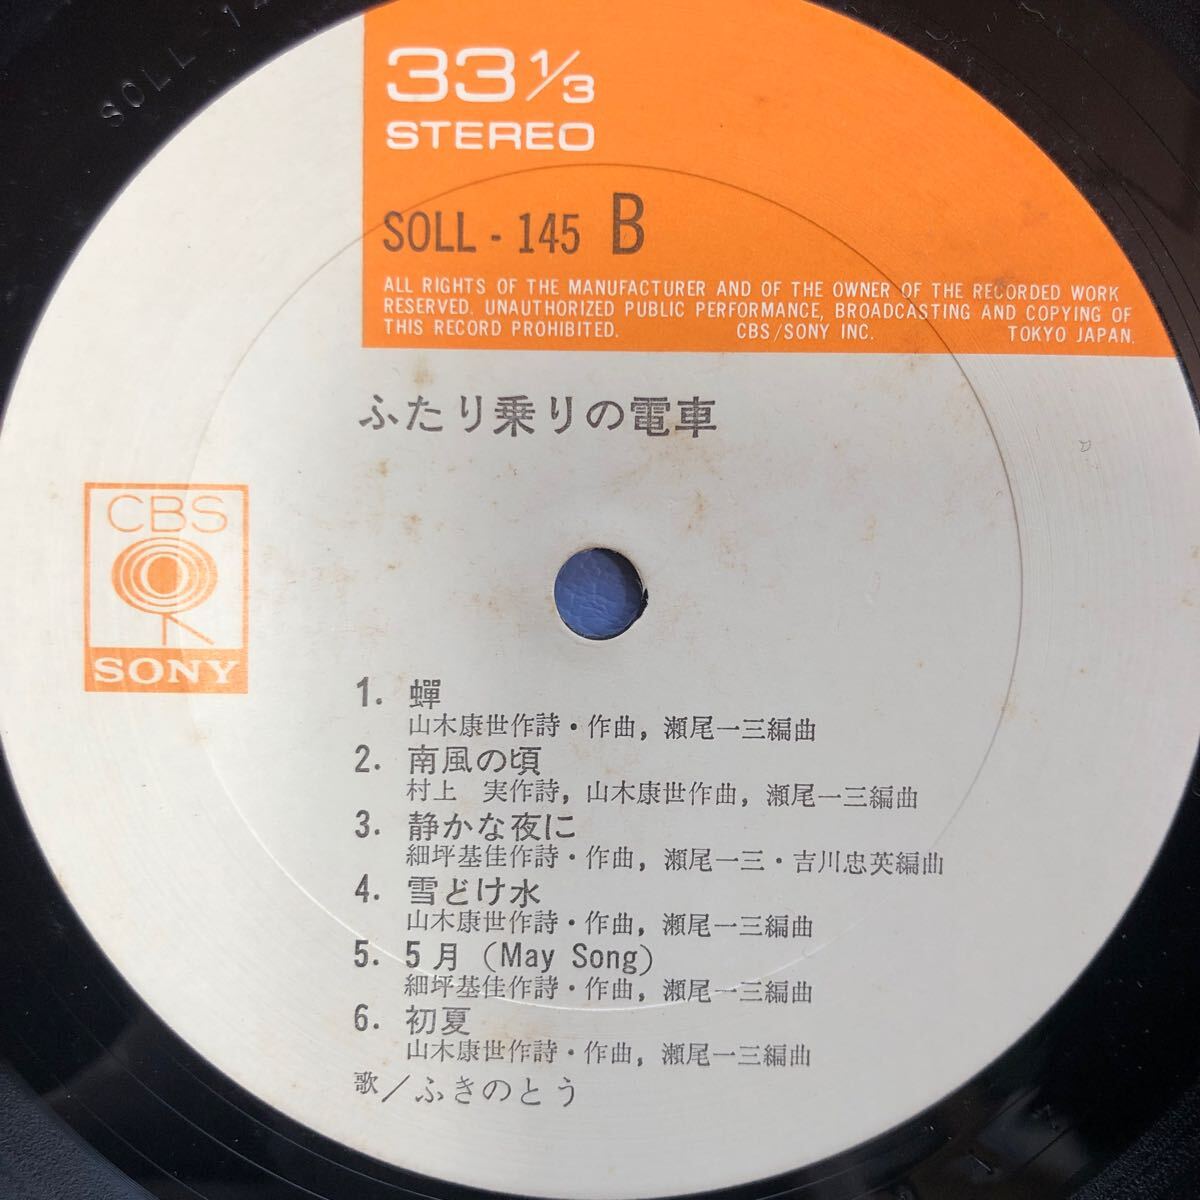 33 1/3
STEREO
SOLL - 145 B
ALL RIGHTS OF THE MANUFACTURER AND OF THE OWNER OF THE RECORDED WORK
RESERVED. UNAUTHORIZED PUBLIC PERFORMANCE, BROADCASTING AND COPYING OF
THIS RECORD PROHIBITED. CBS/SONY INC. TOKYO JAPAN.
ふたり乗りの電車
CBS
SONY
1. 蟬
山木康世作詩・作曲, 瀬尾一三編曲
2. 南風の頃
村上 実作詩, 山木康世作曲, 瀬尾一三編曲
3. 静かな夜に
細坪基佳作詩・作曲, 瀬尾一三・吉川忠英編曲
4. 雪どけ水
山木康世作詩・作曲, 瀬尾一三編曲
5. 5月 (May Song)
細坪基佳作詩・作曲, 瀬尾一三編曲
6. 初夏
山木康世作詩・作曲, 瀬尾一三編曲
歌/ふきのとう
SOLL